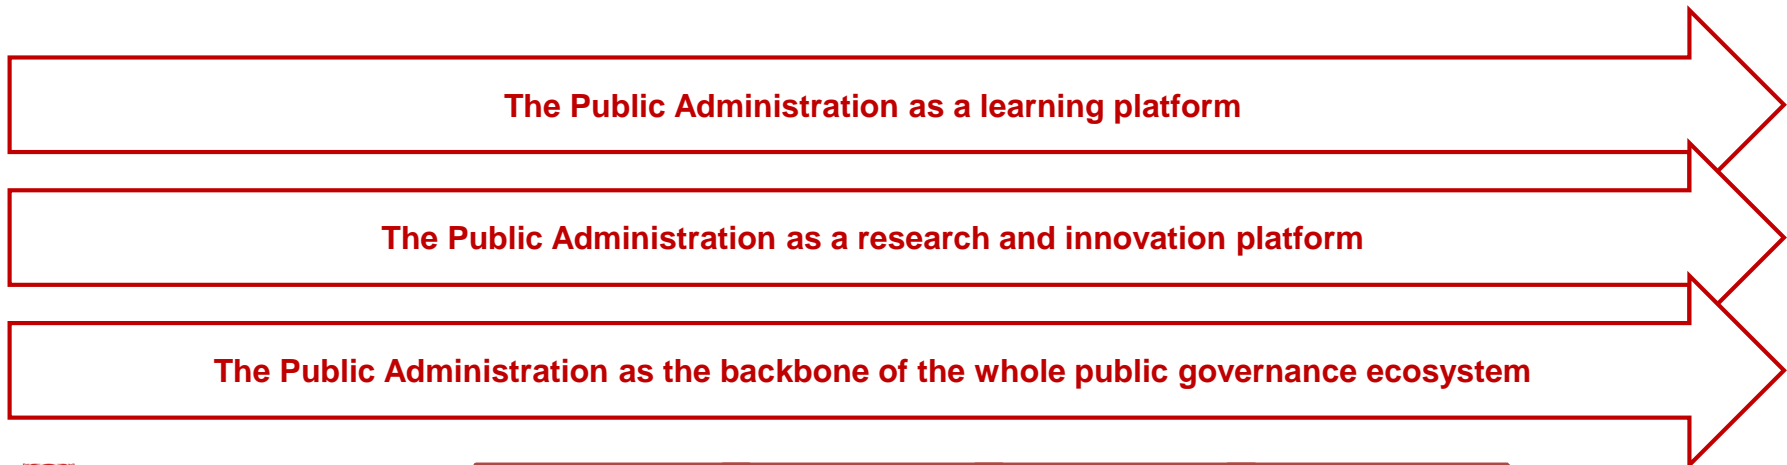 The Public Administration as a learning platform
The Public Administration as a research and innovation platform
The Public Administration as the backbone of the whole public governance ecosystem